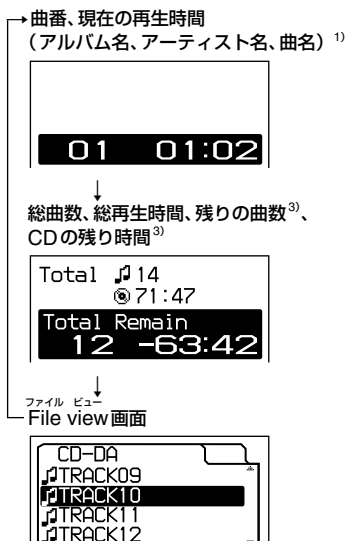 曲番、現在の再生時間
（アルバム名、アーティスト名、曲名）1)
01 01:02
総曲数、総再生時間、残りの曲数3)、
CDの残り時間3)
Total 14
71:47
Total Remain
12 -63:42
ファイル ビュー
File view画面
CD-DA
TRACK09
TRACK10
TRACK11
TRACK12